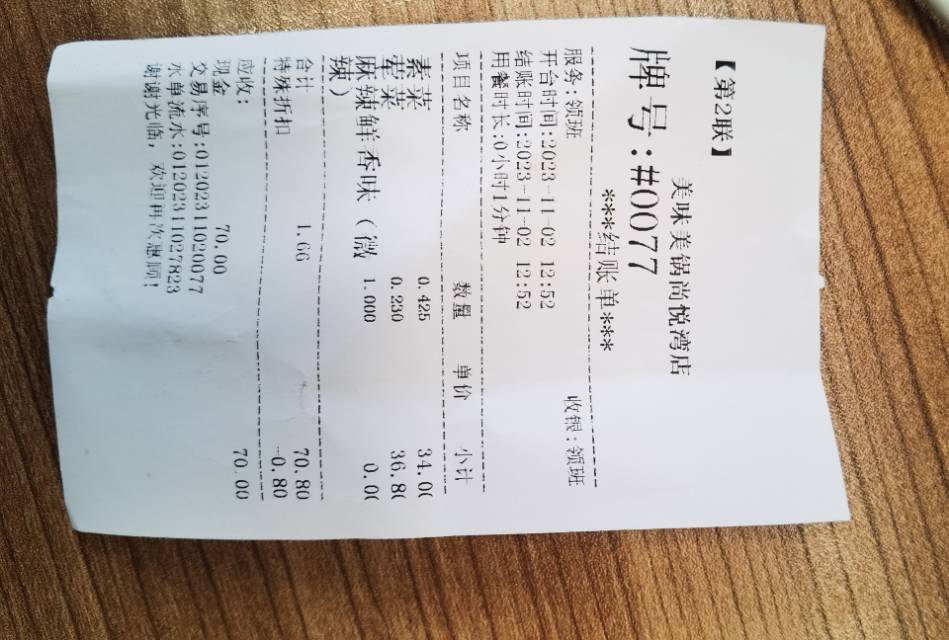 【第2联】
美味美锅尚悦湾店
牌号:#0077
***结账单***
服务:领班 收银:领班
开台时间:2023-11-02 12:52
结账时间:2023-11-02 12:52
用餐时长:0小时1分钟
项目名称 数量 单价 小计
素菜 0.425 34.00
荤菜 0.230 36.80
麻辣鲜香味(微 1.000 0.00
辣)
合计 1.66 70.80
特殊折扣 -0.80
应收: 70.00
现金 70.00
交易序号:01202311020077
水单流水:012023110278​23
谢谢光临，欢迎再次惠顾!